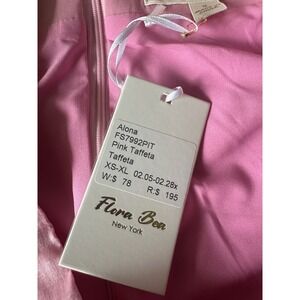 Alona
FS7992PIT
Pink Taffeta
Taffeta
XS-XL 02.05-02.28x
W:$ 78 R:$ 195
Flora Bea
New York